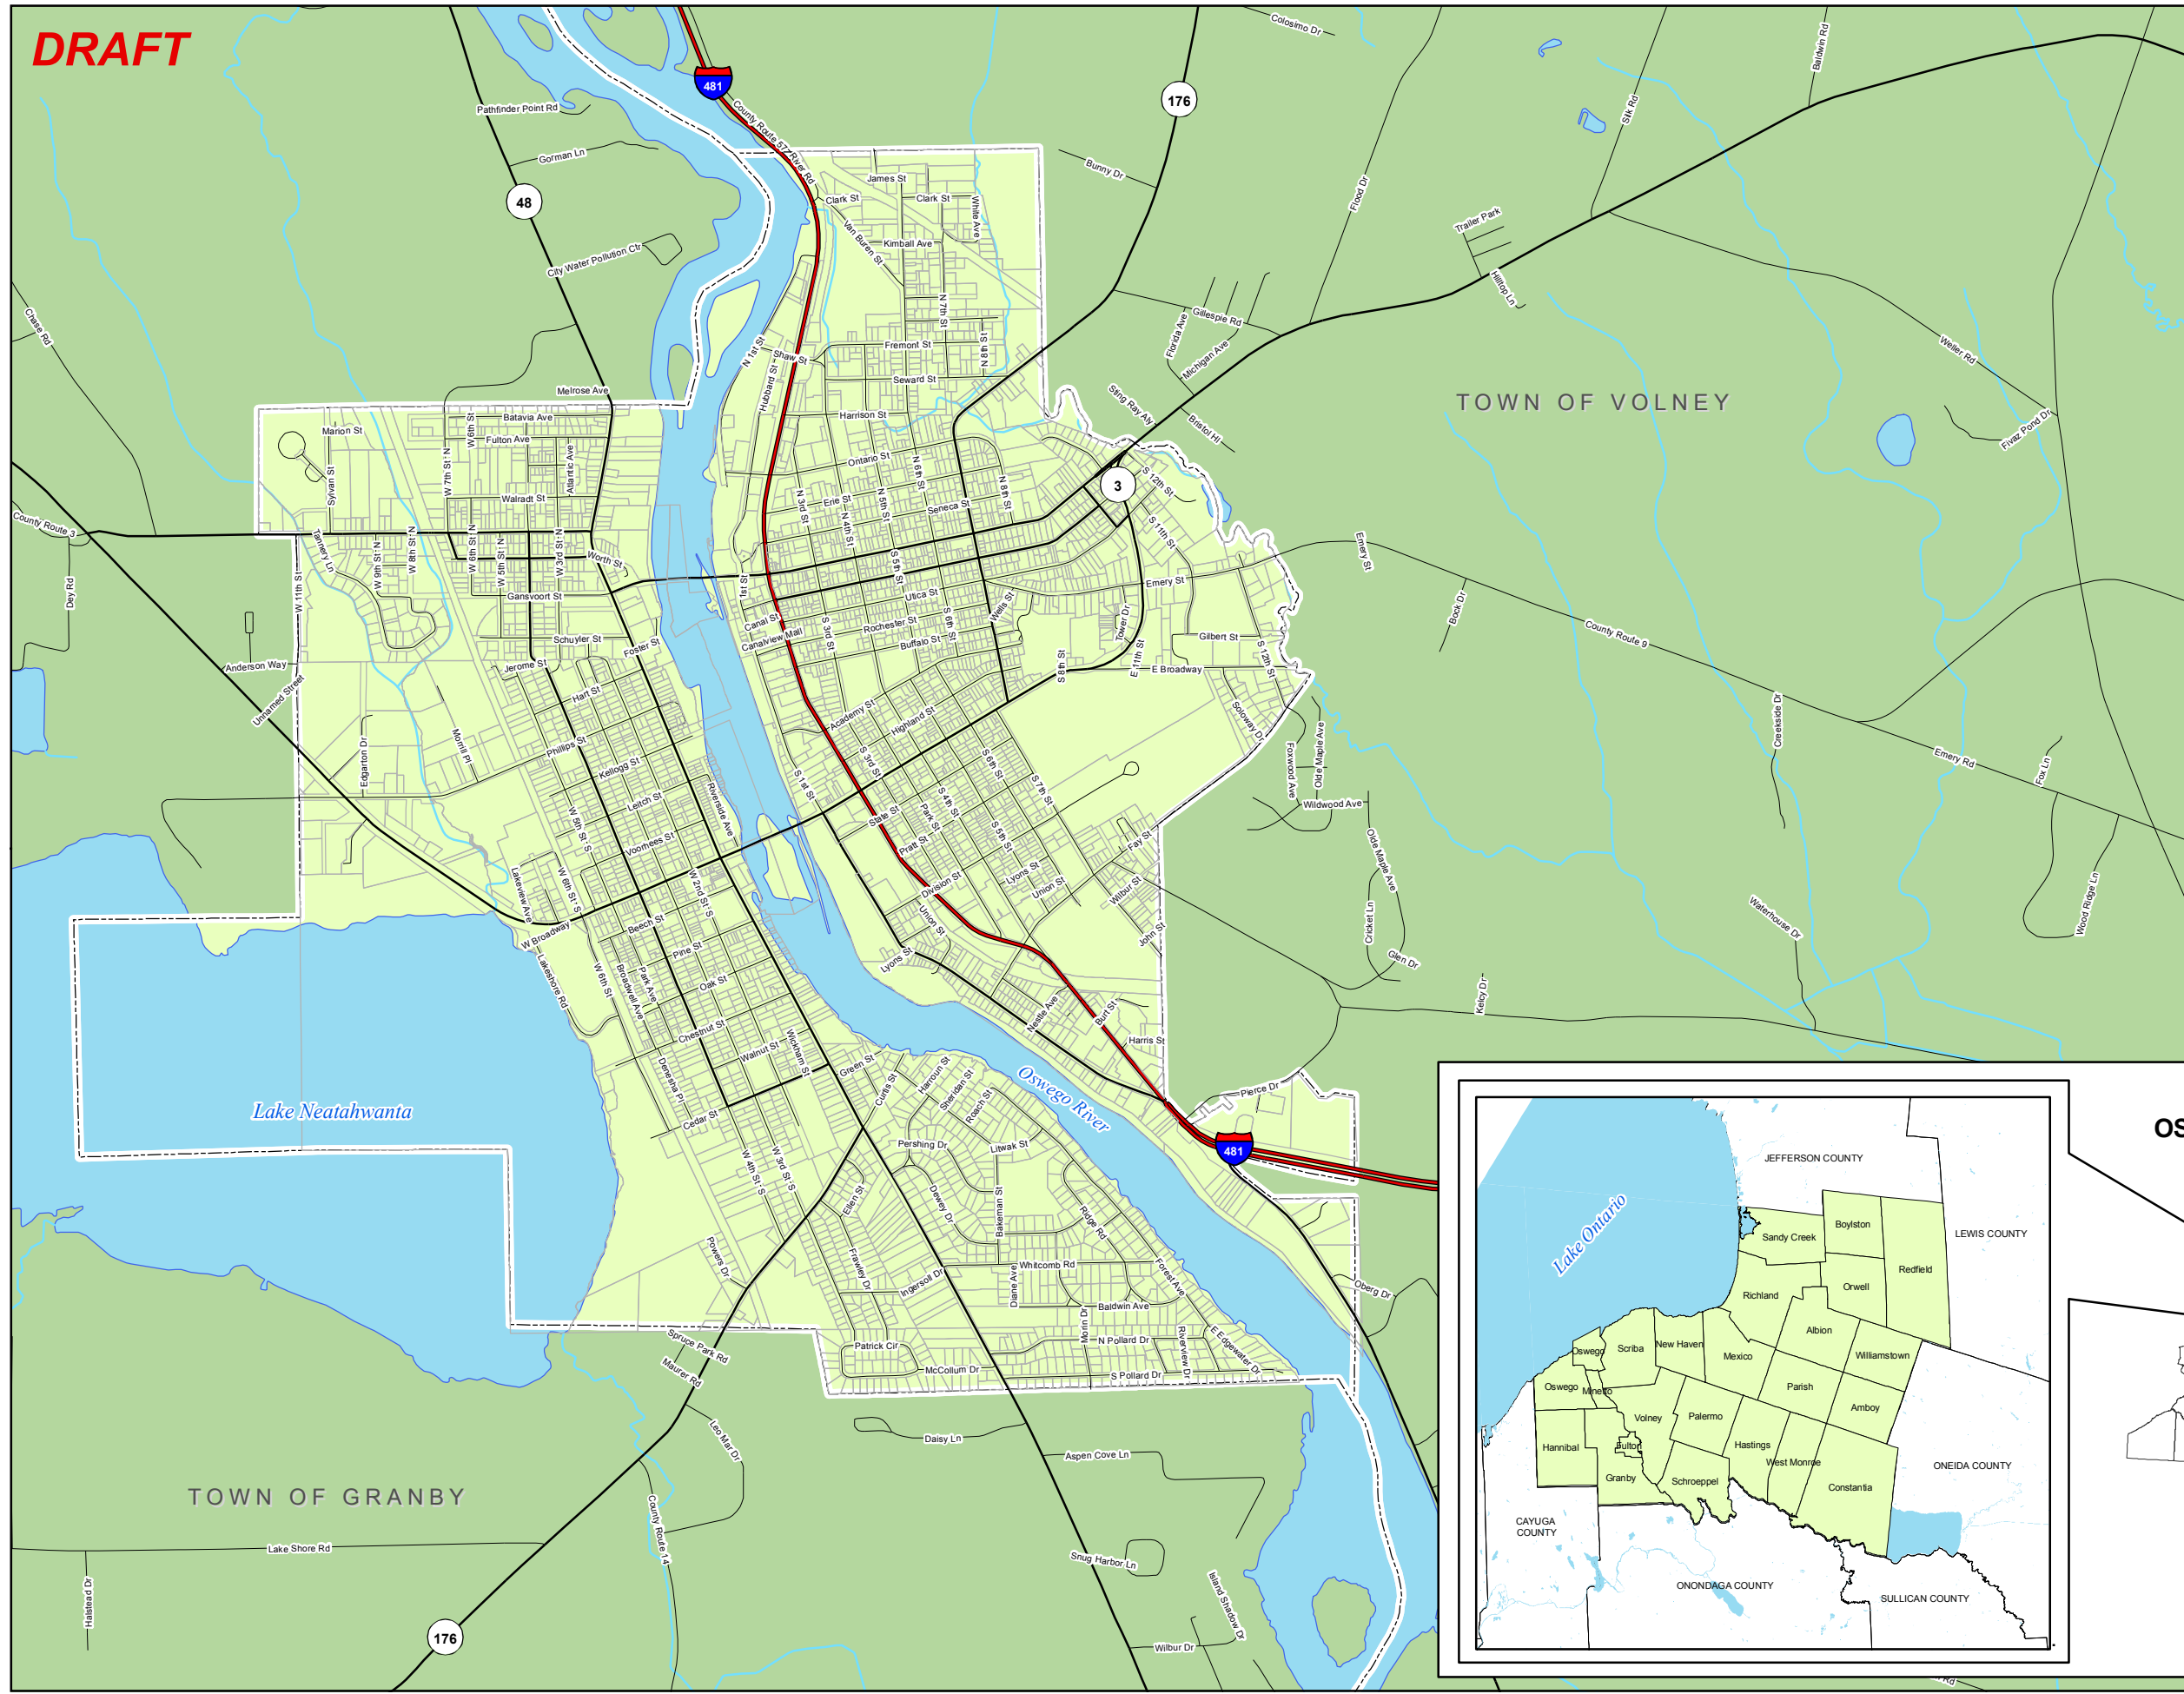 DRAFT
481
176
48
Colosimo Dr
Baldwin Rd
Silk Rd
Pathfinder Point Rd
County Route 57/ River Rd
Gorman Ln
Bunny Dr
Flood Dr
James St
Clark St
Clark St
White Ave
Van Buren St
Kimball Ave
Trailer Park
City Water Pollution Ctr
Hilltop Ln
N 7th St
Gillespie Rd
Florida Ave
Michigan Ave
Chase Rd
N 1st St
Shaw St
Fremont St
N 8th St
Weller Rd
Hubbard St
Seward St
Melrose Ave
Sting Ray Aly
Bristol Hl
TOWN OF VOLNEY
Fivaz Pond Dr
Batavia Ave
W 6th St
Harrison St
Marion St
Fulton Ave
Atlantic Ave
Sylvan St
W 7th St N
Ontario St
N 6th St
N 3rd St
Erie St
N 5th St
N 4th St
Seneca St
N 8th St
3
S 12th St
S 11th St
Walradt St
County Route 3
Tannery Ln
W 9th St N
W 8th St N
W 6th St N
W 5th St N
W 3rd St N
Worth St
Gansvoort St
W 11th St
Dey Rd
1st St
S 5th St
Utica St
Emery St
Emery St
Canal St
Canalview Mall
S 3rd St
Rochester St
Buffalo St
S 6th St
Wells St
Tower Dr
Gilbert St
S 12th St
E 11th St
E Broadway
S 8th St
Bock Dr
County Route 9
Schuyler St
Foster St
Jerome St
Hart St
Anderson Way
Unnamed Street
Edgarton Dr
Morrill Pl
Phillips St
Kellogg St
Leitch St
Riverside Ave
Voorhees St
W 5th St S
W 6th St S
Lakeview Ave
W 2nd St S
W Broadway
Beech St
Pine St
Oak St
Academy St
Highland St
S 3rd St
S 1st St
State St
S 4th St
Park St
S 6th St
S 7th St
S 5th St
Pratt St
Division St
Lyons St
Union St
Union St
Lyons St
Fay St
Wilbur St
John St
Soloway Dr
Foxwood Ave
Olde Maple Ave
Wildwood Ave
Olde Maple Ave
Cricket Ln
Glen Dr
Creekside Dr
Emery Rd
Fox Ln
Wood Ridge Ln
Waterhouse Dr
Kelcy Dr
Lakeshore Rd
W 6th St
Broadwell Ave
Park Ave
Chestnut St
Walnut St
Wickham St
Denesha Pl
Cedar St
Green St
Curtis St
Harroun St
Sheridan St
Roach St
Nestle Ave
Burt St
Harris St
Pierce Dr
481
Oswego River
Lake Neatahwanta
Pershing Dr
Litwak St
W 4th St S
W 3rd St S
Ellen St
Dewey Dr
Bakeman St
Ridge Rd
Powers Dr
Frawley Dr
Ingersoll Dr
Whitcomb Rd
Diane Ave
Forest Ave
Baldwin Ave
Morin Dr
N Pollard Dr
Riverview Dr
E Edgewater Dr
S Pollard Dr
Patrick Cir
McCollum Dr
Oberg Dr
Spruce Park Rd
Maurer Rd
Leo Mar Dr
Daisy Ln
Aspen Cove Ln
TOWN OF GRANBY
County Route 14
Lake Shore Rd
Halstead Dr
176
Snug Harbor Ln
Island Shadow Dr
Wilbur Dr
Rd
OS
JEFFERSON COUNTY
Lake Ontario
LEWIS COUNTY
Boylston
Sandy Creek
Redfield
Orwell
Richland
Albion
New Haven
Scriba
Oswego
Mexico
Williamstown
Oswego
Minetto
Parish
Amboy
Volney
Palermo
Hannibal
Fulton
Hastings
West Monroe
Granby
Schroeppel
Constantia
ONEIDA COUNTY
CAYUGA
COUNTY
ONONDAGA COUNTY
SULLICAN COUNTY